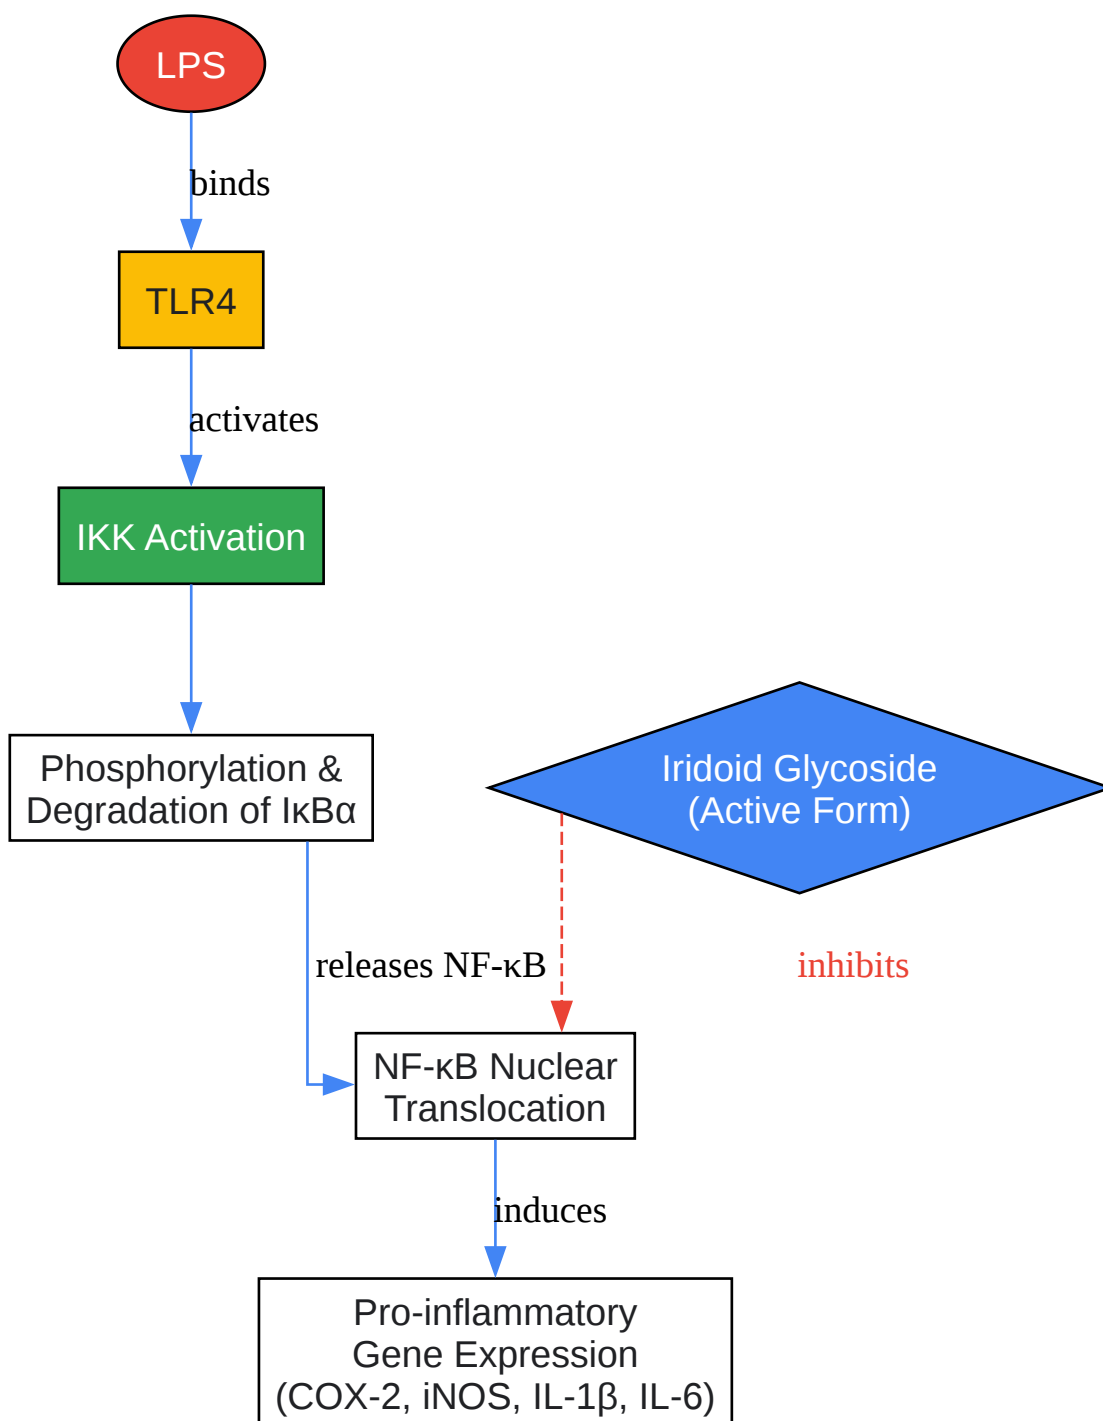 LPS
binds
TLR4
activates
IKK Activation
Phosphorylation &
Degradation of IκBα
Iridoid Glycoside
(Active Form)
releases NF-κB
inhibits
NF-κB Nuclear
Translocation
induces
Pro-inflammatory
Gene Expression
(COX-2, iNOS, IL-1β, IL-6)